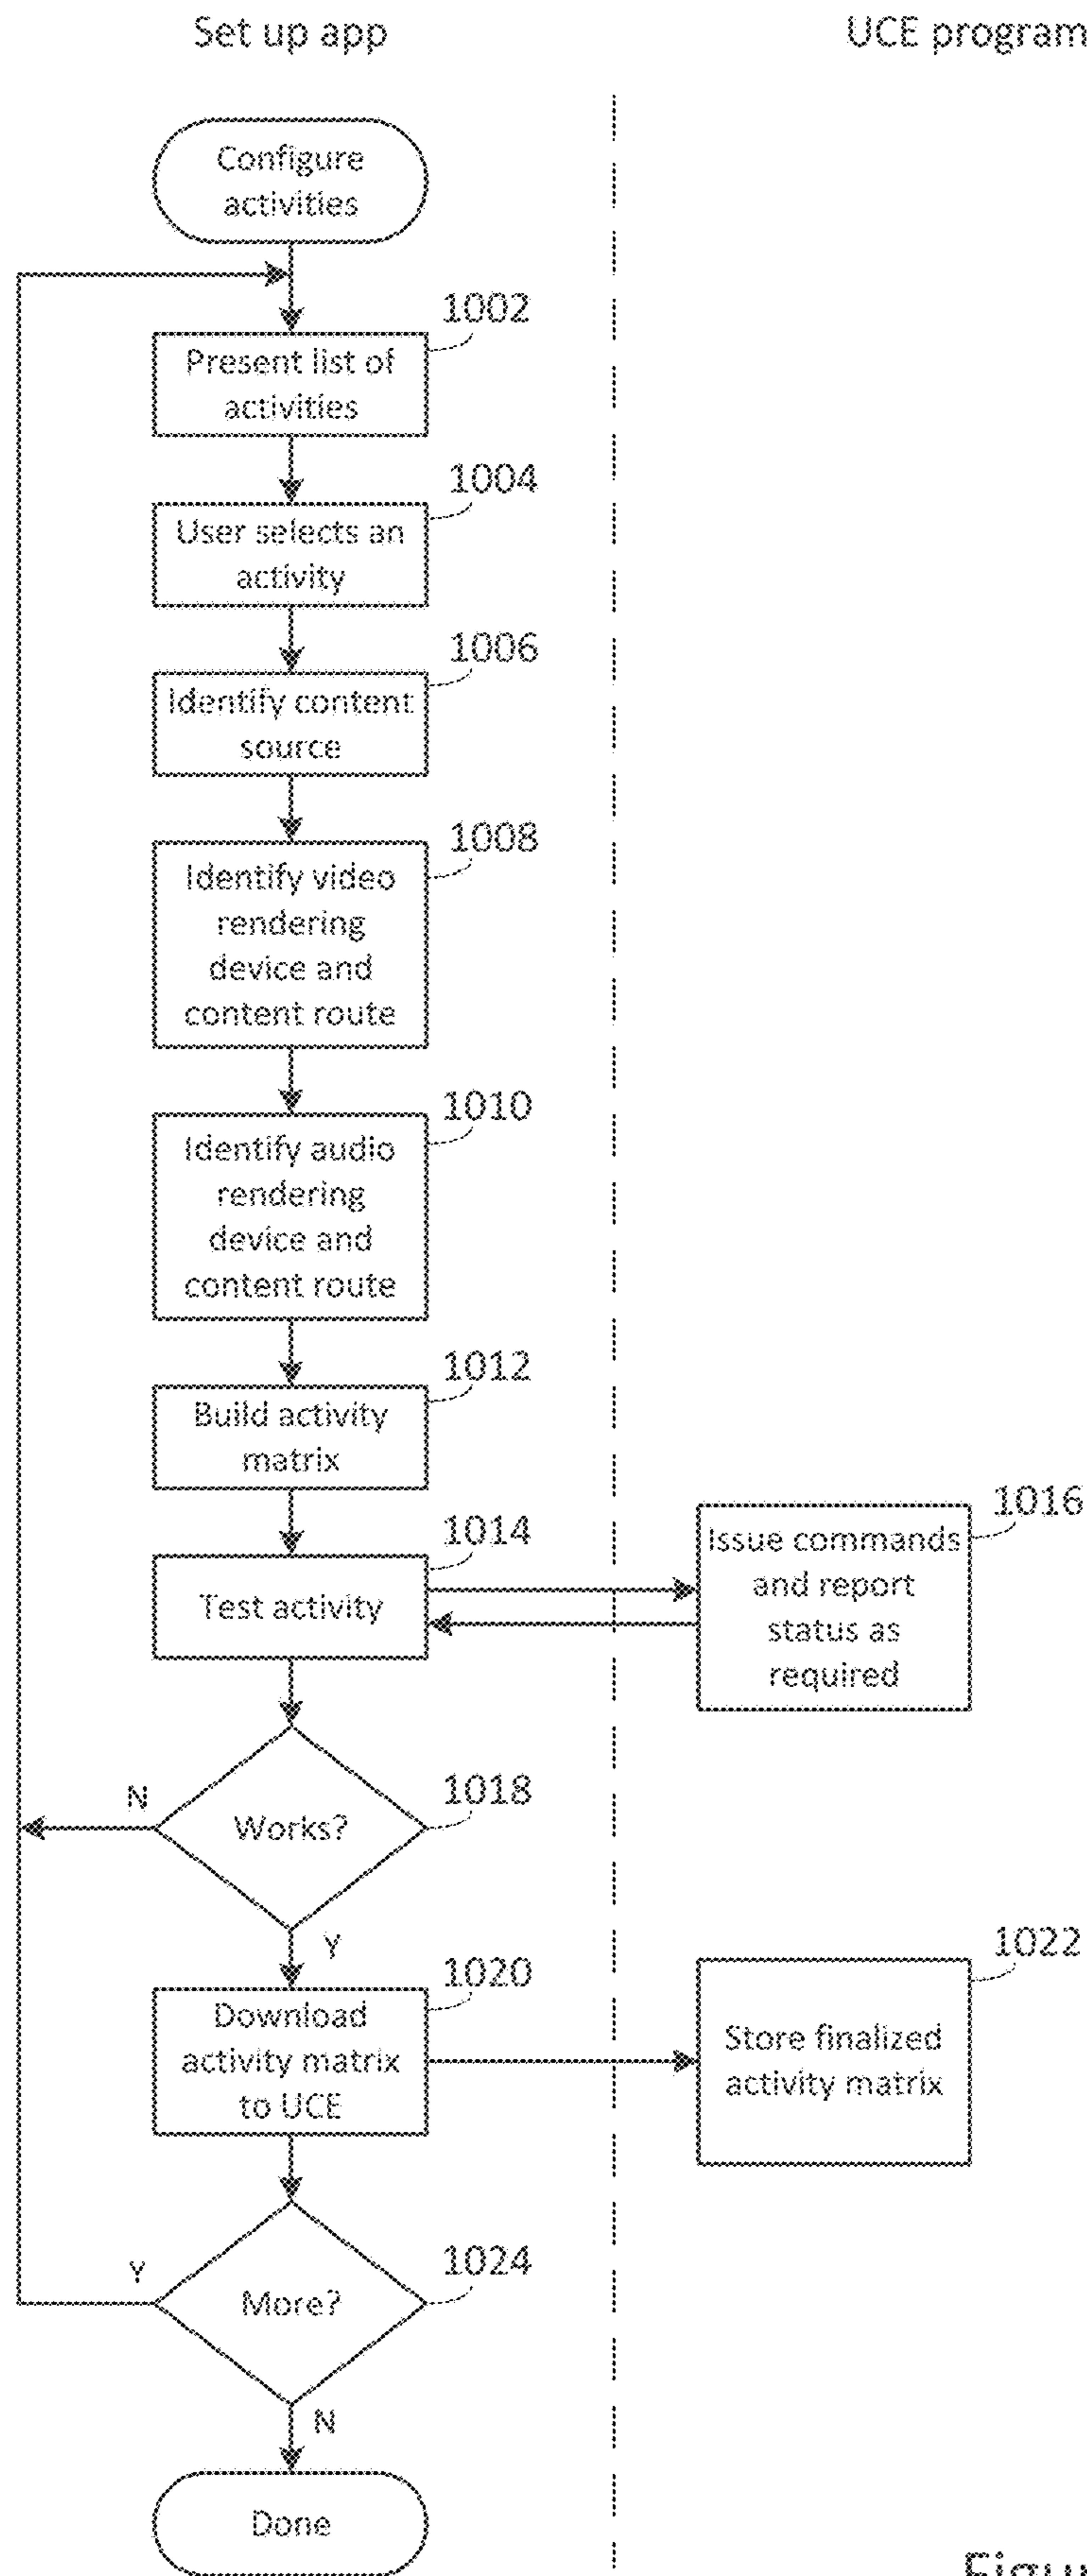 Set up app
UCE program
Configure
activities
1002
Present list of
activities
1004
User selects an
activity
1006
Identify content
source
1008
Identify video
rendering
device and
content route
1010
Identify audio
rendering
device and
content route
1012
Build activity
matrix
1014
Test activity
1016
Issue commands
and report
status as
required
N
1018
Works?
Y
1020
Download
activity matrix
to UCE
1022
Store finalized
activity matrix
Y
1024
More?
N
Done